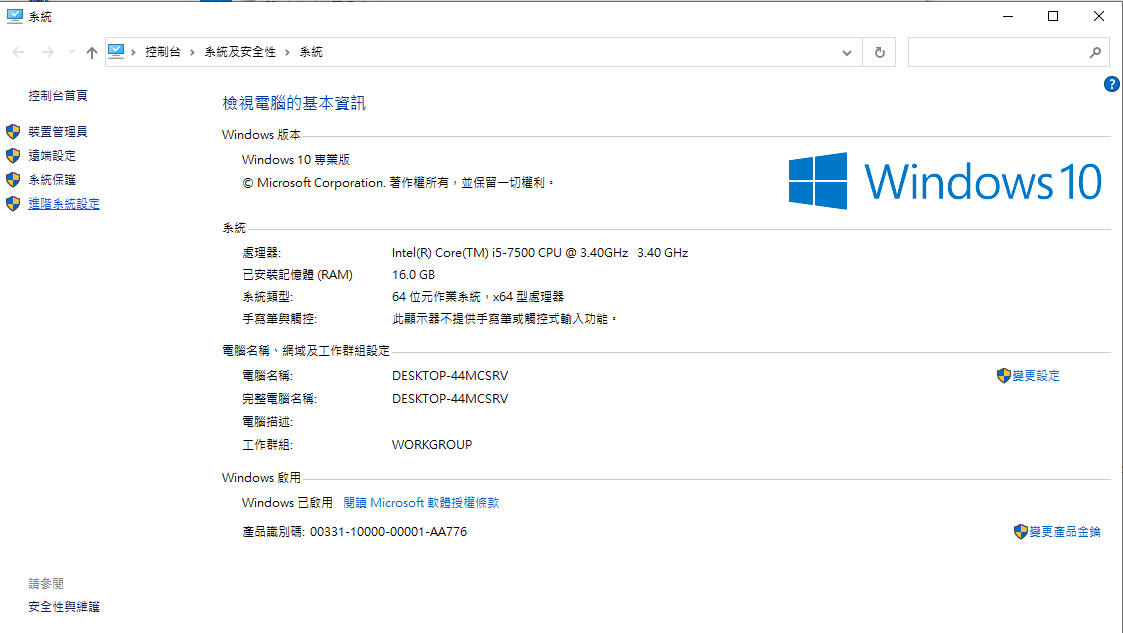 系統
控制台 › 系統及安全性 › 系統
控制台首頁
裝置管理員
遠端設定
系統保護
進階系統設定
檢視電腦的基本資訊
Windows 版本
Windows 10 專業版
© Microsoft Corporation. 著作權所有，並保留一切權利。
Windows 10
系統
處理器: Intel(R) Core(TM) i5-7500 CPU @ 3.40GHz 3.40 GHz
已安裝記憶體 (RAM) 16.0 GB
系統類型: 64 位元作業系統，x64 型處理器
手寫筆與觸控: 此顯示器不提供手寫筆或觸控式輸入功能。
電腦名稱、網域及工作群組設定
電腦名稱: DESKTOP-44MCSRV 變更設定
完整電腦名稱: DESKTOP-44MCSRV
電腦描述:
工作群組: WORKGROUP
Windows 啟用
Windows 已啟用 閱讀 Microsoft 軟體授權條款
產品識別碼: 00331-10000-00001-AA776 變更產品金鑰
請參閱
安全性與維護